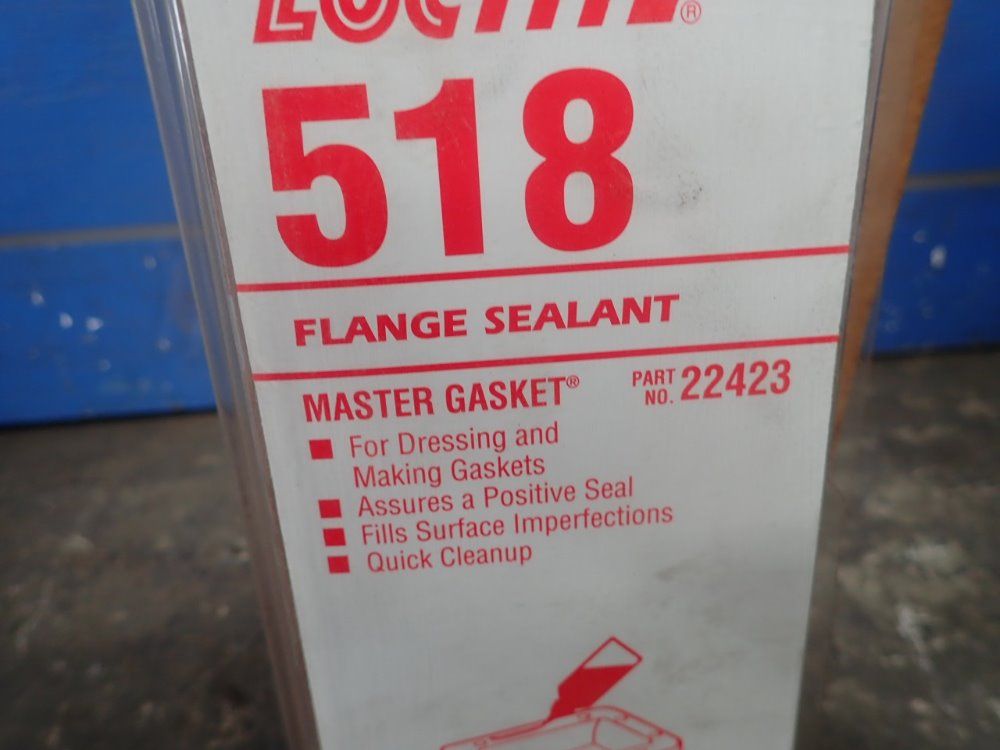 LOCTITE®
518
FLANGE SEALANT
MASTER GASKET® PART NO. 22423
■ For Dressing and
Making Gaskets
■ Assures a Positive Seal
■ Fills Surface Imperfections
■ Quick Cleanup